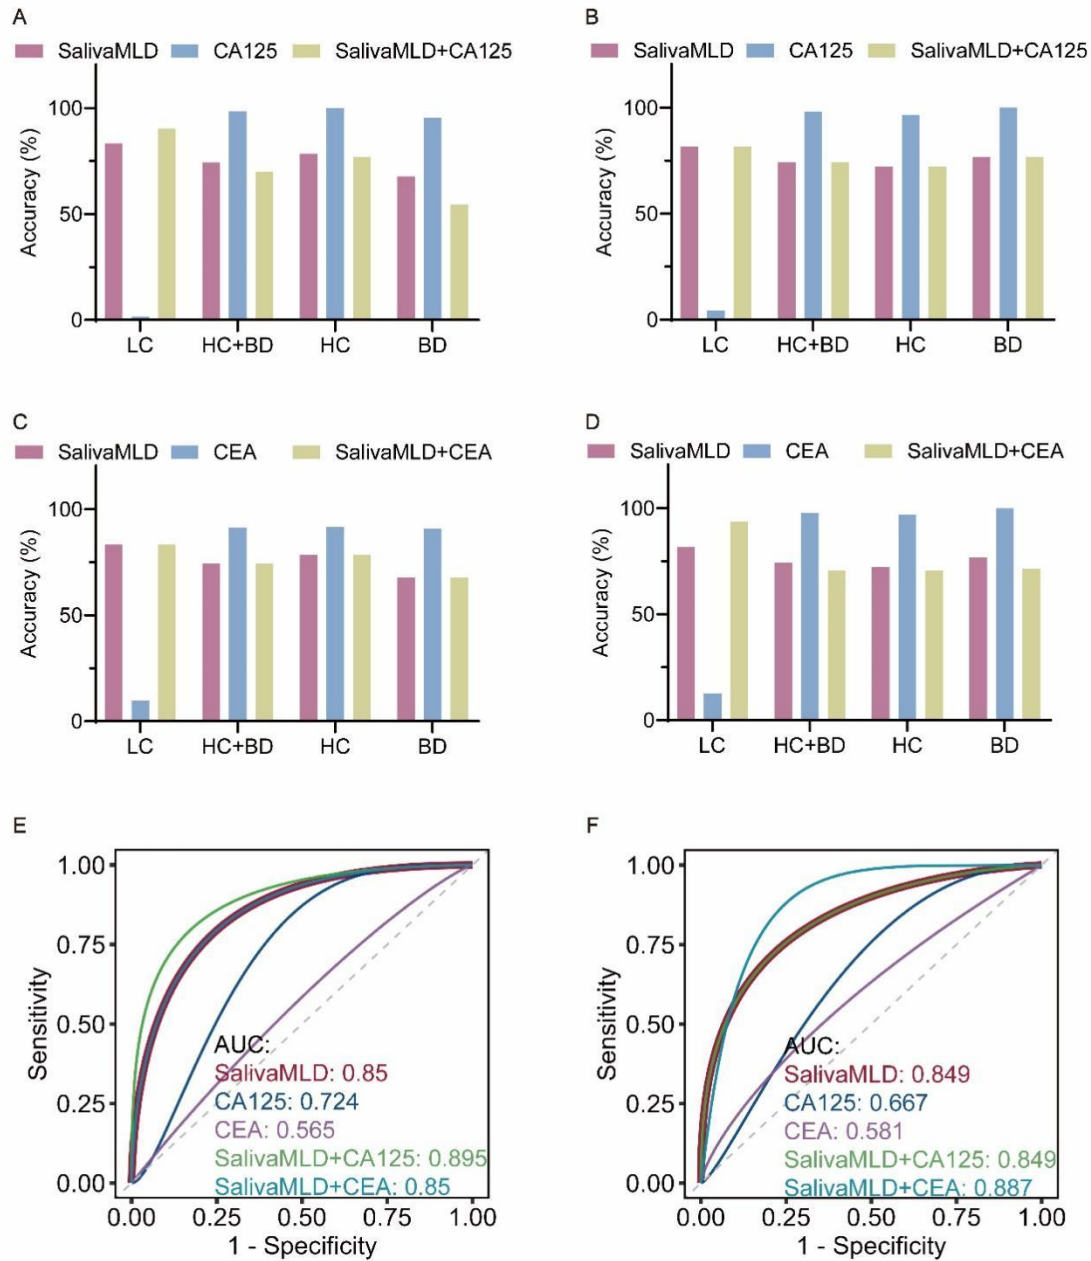 A
SalivaMLD CA125 SalivaMLD+CA125
Accuracy (%)
100
50
0
LC HC+BD HC BD
B
SalivaMLD CA125 SalivaMLD+CA125
Accuracy (%)
100
50
0
LC HC+BD HC BD
C
SalivaMLD CEA SalivaMLD+CEA
Accuracy (%)
100
50
0
LC HC+BD HC BD
D
SalivaMLD CEA SalivaMLD+CEA
Accuracy (%)
100
50
0
LC HC+BD HC BD
E
Sensitivity
1.00
0.75
0.50
0.25
0.00
AUC:
SalivaMLD: 0.85
CA125: 0.724
CEA: 0.565
SalivaMLD+CA125: 0.895
SalivaMLD+CEA: 0.85
0.00 0.25 0.50 0.75 1.00
1 - Specificity
F
Sensitivity
1.00
0.75
0.50
0.25
0.00
AUC:
SalivaMLD: 0.849
CA125: 0.667
CEA: 0.581
SalivaMLD+CA125: 0.849
SalivaMLD+CEA: 0.887
0.00 0.25 0.50 0.75 1.00
1 - Specificity